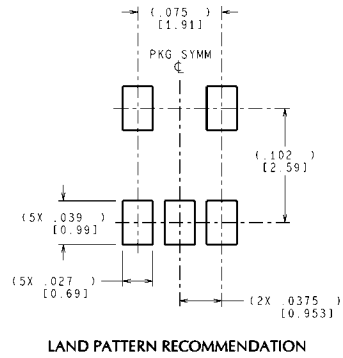 (.075 )
[1.91]
PKG SYMM
℄
(.102 )
[2.59]
(5X .039 )
[0.99]
(5X .027 )
[0.69]
(2X .0375 )
[0.953]
LAND PATTERN RECOMMENDATION